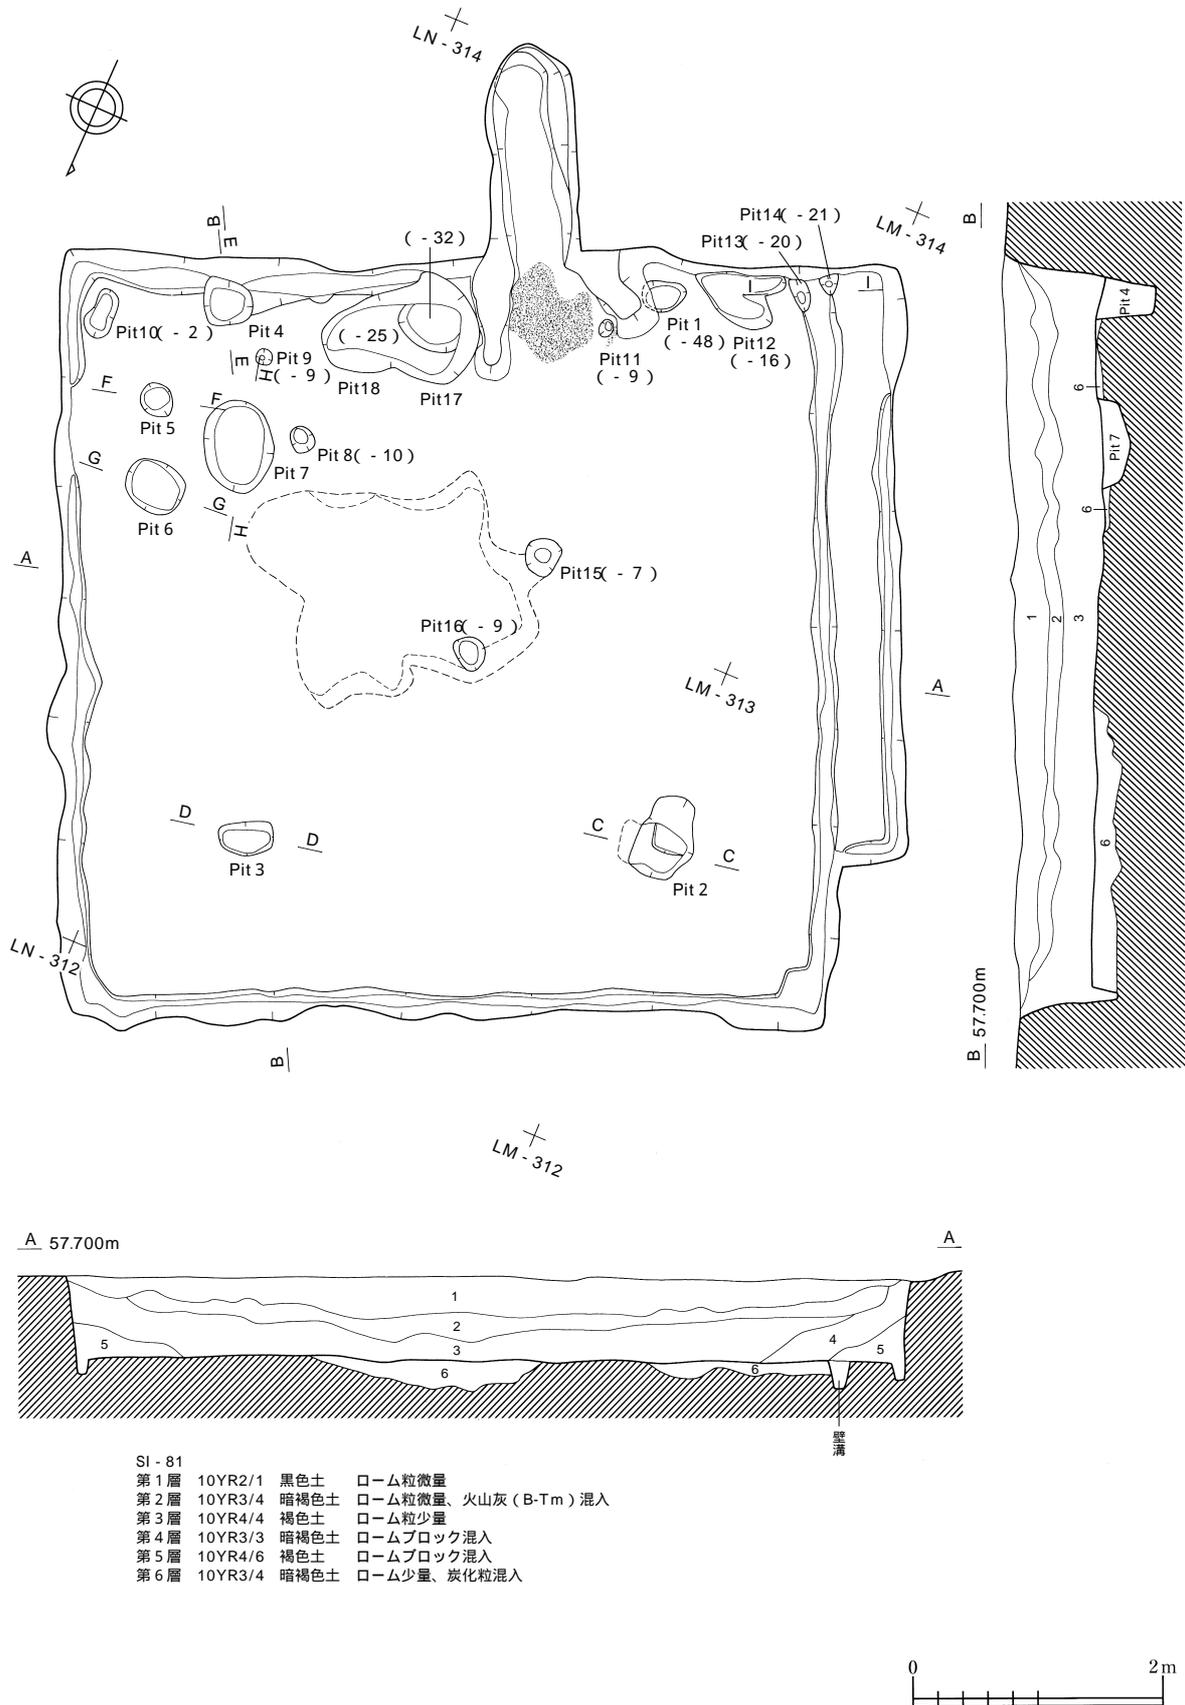 LN - 314
Pit14( - 21)
LM - 314
Pit13( - 20)
( - 32)
B
E
B
Pit10( - 2)
Pit 4
( - 25)
Pit 1
( - 48)
Pit12
( - 16)
Pit11
( - 9)
E
H
Pit 9
( - 9)
Pit18
Pit17
I
I
Pit 4
F
F
Pit 5
6
G
Pit 8( - 10)
Pit 7
Pit 7
G
H
Pit 6
6
A
Pit15( - 7)
Pit16( - 9)
1
2
3
LM - 313
A
D
D
Pit 3
C
C
Pit 2
6
LN - 312
B
B 57.700m
LM - 312
A 57.700m
A
1
2
3
4
5
5
6
6
壁溝
SI - 81
第1層 10YR2/1 黒色土 ローム粒微量
第2層 10YR3/4 暗褐色土 ローム粒微量、火山灰(B-Tm)混入
第3層 10YR4/4 褐色土 ローム粒少量
第4層 10YR3/3 暗褐色土 ロームブロック混入
第5層 10YR4/6 褐色土 ロームブロック混入
第6層 10YR3/4 暗褐色土 ローム少量、炭化粒混入
0 2m